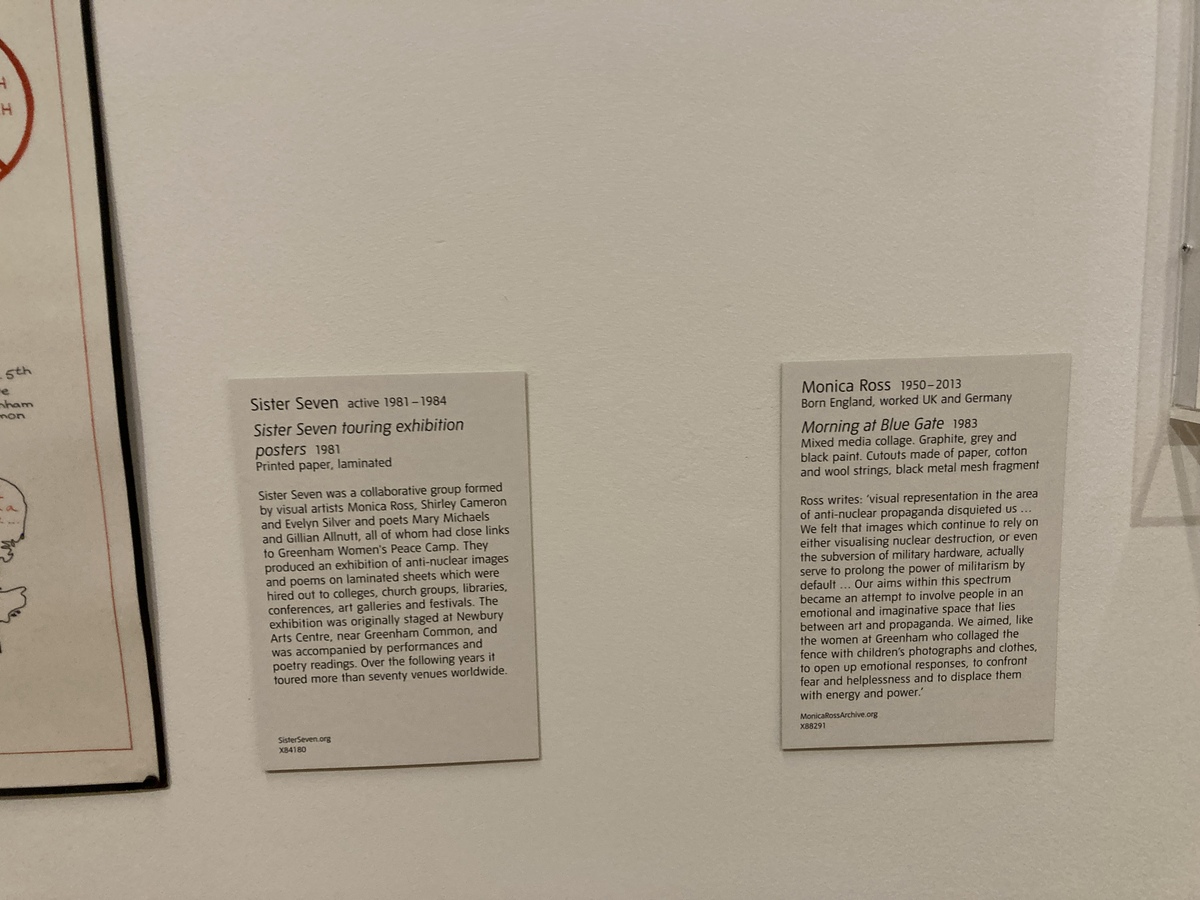 H
H
5th
e
nham
mon
a
Sister Seven active 1981–1984
Sister Seven touring exhibition
posters 1981
Printed paper, laminated
Sister Seven was a collaborative group formed
by visual artists Monica Ross, Shirley Cameron
and Evelyn Silver and poets Mary Michaels
and Gillian Allnutt, all of whom had close links
to Greenham Women's Peace Camp. They
produced an exhibition of anti-nuclear images
and poems on laminated sheets which were
hired out to colleges, church groups, libraries,
conferences, art galleries and festivals. The
exhibition was originally staged at Newbury
Arts Centre, near Greenham Common, and
was accompanied by performances and
poetry readings. Over the following years it
toured more than seventy venues worldwide.
SisterSeven.org
X84180
Monica Ross 1950–2013
Born England, worked UK and Germany
Morning at Blue Gate 1983
Mixed media collage. Graphite, grey and
black paint. Cutouts made of paper, cotton
and wool strings, black metal mesh fragment
Ross writes: ‘visual representation in the area
of anti-nuclear propaganda disquieted us ...
We felt that images which continue to rely on
either visualising nuclear destruction, or even
the subversion of military hardware, actually
serve to prolong the power of militarism by
default ... Our aims within this spectrum
became an attempt to involve people in an
emotional and imaginative space that lies
between art and propaganda. We aimed, like
the women at Greenham who collaged the
fence with children’s photographs and clothes,
to open up emotional responses, to confront
fear and helplessness and to displace them
with energy and power.’
MonicaRossArchive.org
X88291